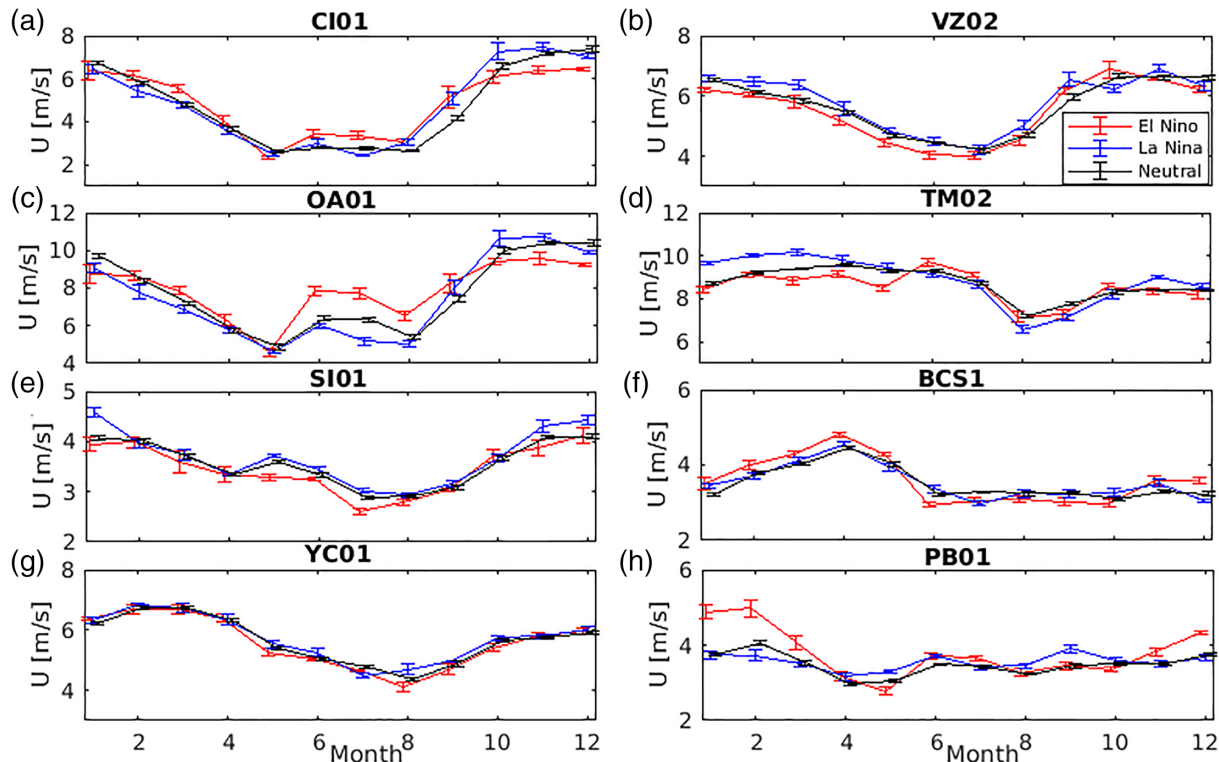 (a) CI01
(b) VZ02
8
6
4
2
U [m/s]
8
6
4
U [m/s]
El Nino
La Nina
Neutral
(c) OA01
(d) TM02
12
10
8
6
4
U [m/s]
12
10
8
6
U [m/s]
(e) SI01
(f) BCS1
5
4
3
2
U [m/s]
6
4
2
U [m/s]
(g) YC01
(h) PB01
8
6
4
U [m/s]
6
4
2
U [m/s]
2 4 6 8 10 12
Month
2 4 6 8 10 12
Month